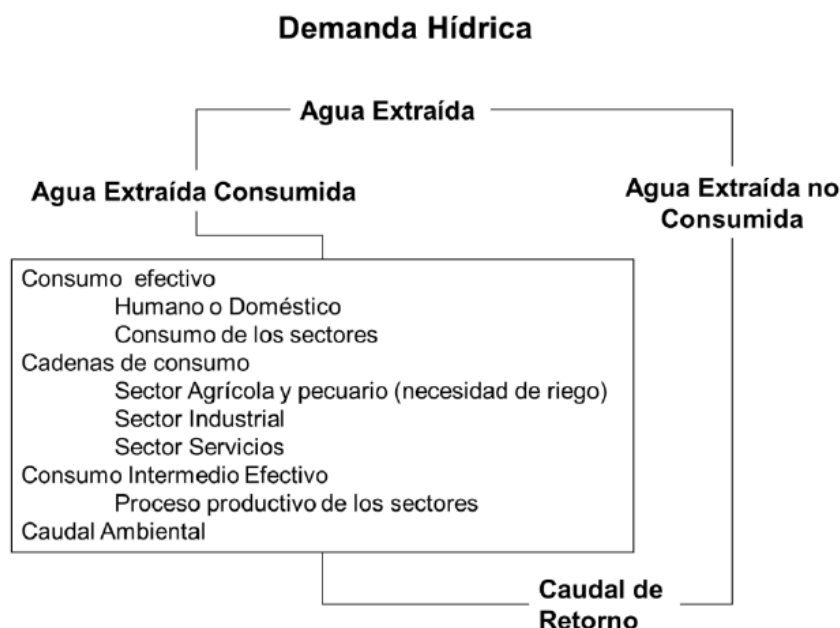 Demanda Hídrica
Agua Extraída
Agua Extraída Consumida
Agua Extraída no
Consumida
Consumo efectivo
Humano o Doméstico
Consumo de los sectores
Cadenas de consumo
Sector Agrícola y pecuario (necesidad de riego)
Sector Industrial
Sector Servicios
Consumo Intermedio Efectivo
Proceso productivo de los sectores
Caudal Ambiental
Caudal de
Retorno